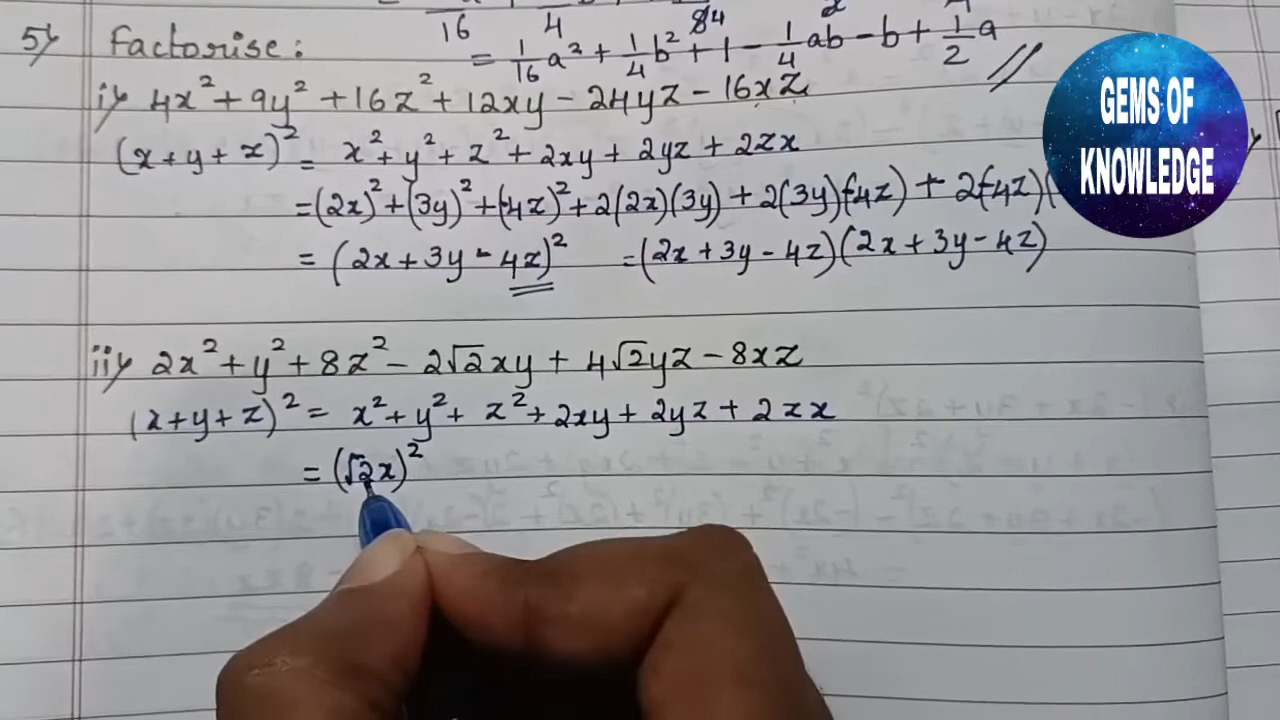 16 4 84
5) Factorise:
= 1/16 a² + 1/4 b² + 1 - 1/4 ab - b + 1/2 a
i) 4x² + 9y² + 16z² + 12xy - 24yz - 16xz
(x + y + z)² = x² + y² + z² + 2xy + 2yz + 2zx
= (2x)² + (3y)² + (-4z)² + 2(2x)(3y) + 2(3y)(-4z) + 2(-4z)(
= (2x + 3y - 4z)² = (2x + 3y - 4z)(2x + 3y - 4z)
ii) 2x² + y² + 8z² - 2√2xy + 4√2yz - 8xz
(x + y + z)² = x² + y² + z² + 2xy + 2yz + 2zx
= (√2x)²
GEMS OF
KNOWLEDGE